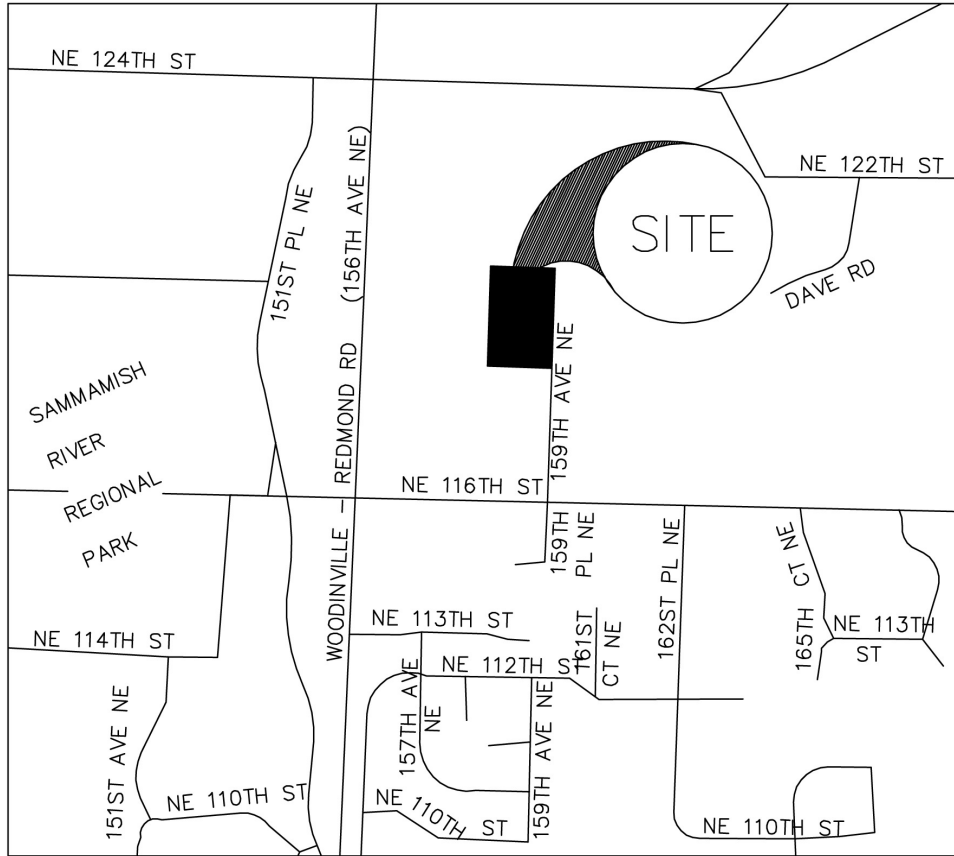 NE 124TH ST
NE 122TH ST
SITE
DAVE RD
151ST PL NE
WOODINVILLE – REDMOND RD (156TH AVE NE)
159TH AVE NE
SAMMAMISH
RIVER
REGIONAL
PARK
NE 116TH ST
159TH
PL NE
162ST PL NE
165TH CT NE
161ST
CT NE
NE 113TH ST
NE 113TH
ST
NE 114TH ST
NE 112TH ST
157TH AVE
NE
159TH AVE NE
151ST AVE NE
NE 110TH ST
NE 110TH ST
NE 110TH ST